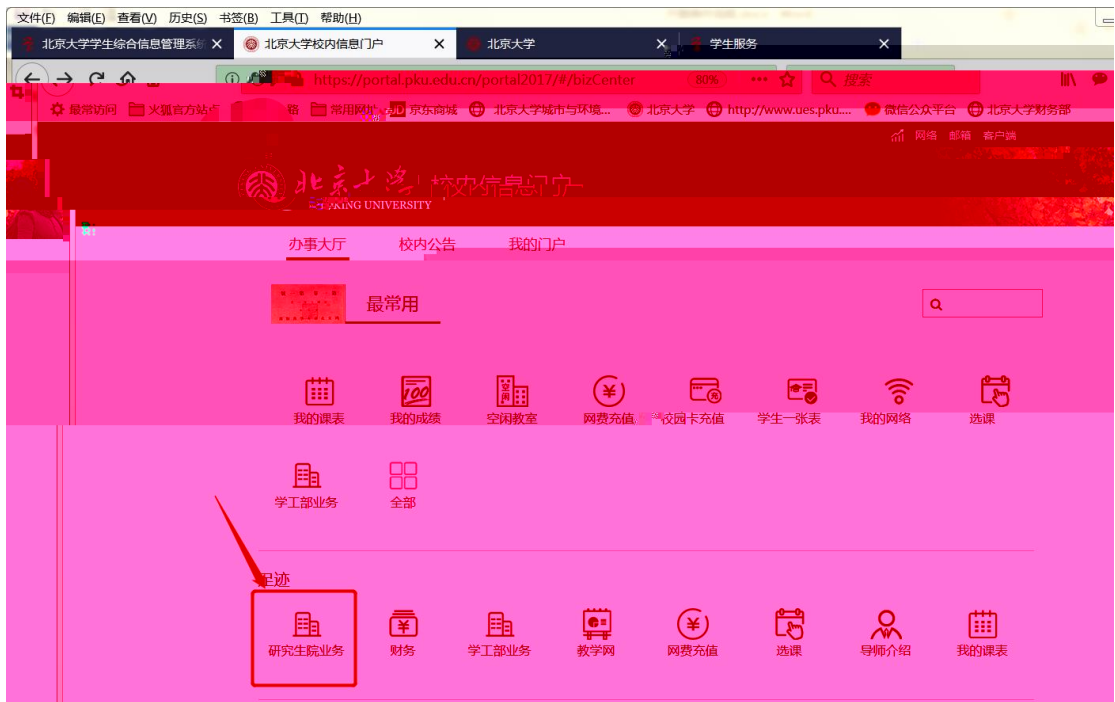 文件(F) 编辑(E) 查看(V) 历史(S) 书签(B) 工具(T) 帮助(H)
北京大学学生综合信息管理系统 北京大学校内信息门户 北京大学 学生服务
https://portal.pku.edu.cn/portal2017/#/bizCenter 80% 搜索
最常访问 火狐官方站点 常用网址 JD 京东商城 北京大学城市与环境... 北京大学 http://www.ues.pku.... 微信公众平台 北京大学财务部
网络 邮箱 客户端
北京大学 校内信息门户
PEKING UNIVERSITY
办事大厅 校内公告 我的门户
最常用
我的课表 我的成绩 空闲教室 网费充值 校园卡充值 学生一张表 我的网络 选课
学工部业务 全部
足迹
研究生院业务 财务 学工部业务 教学网 网费充值 选课 导师介绍 我的课表